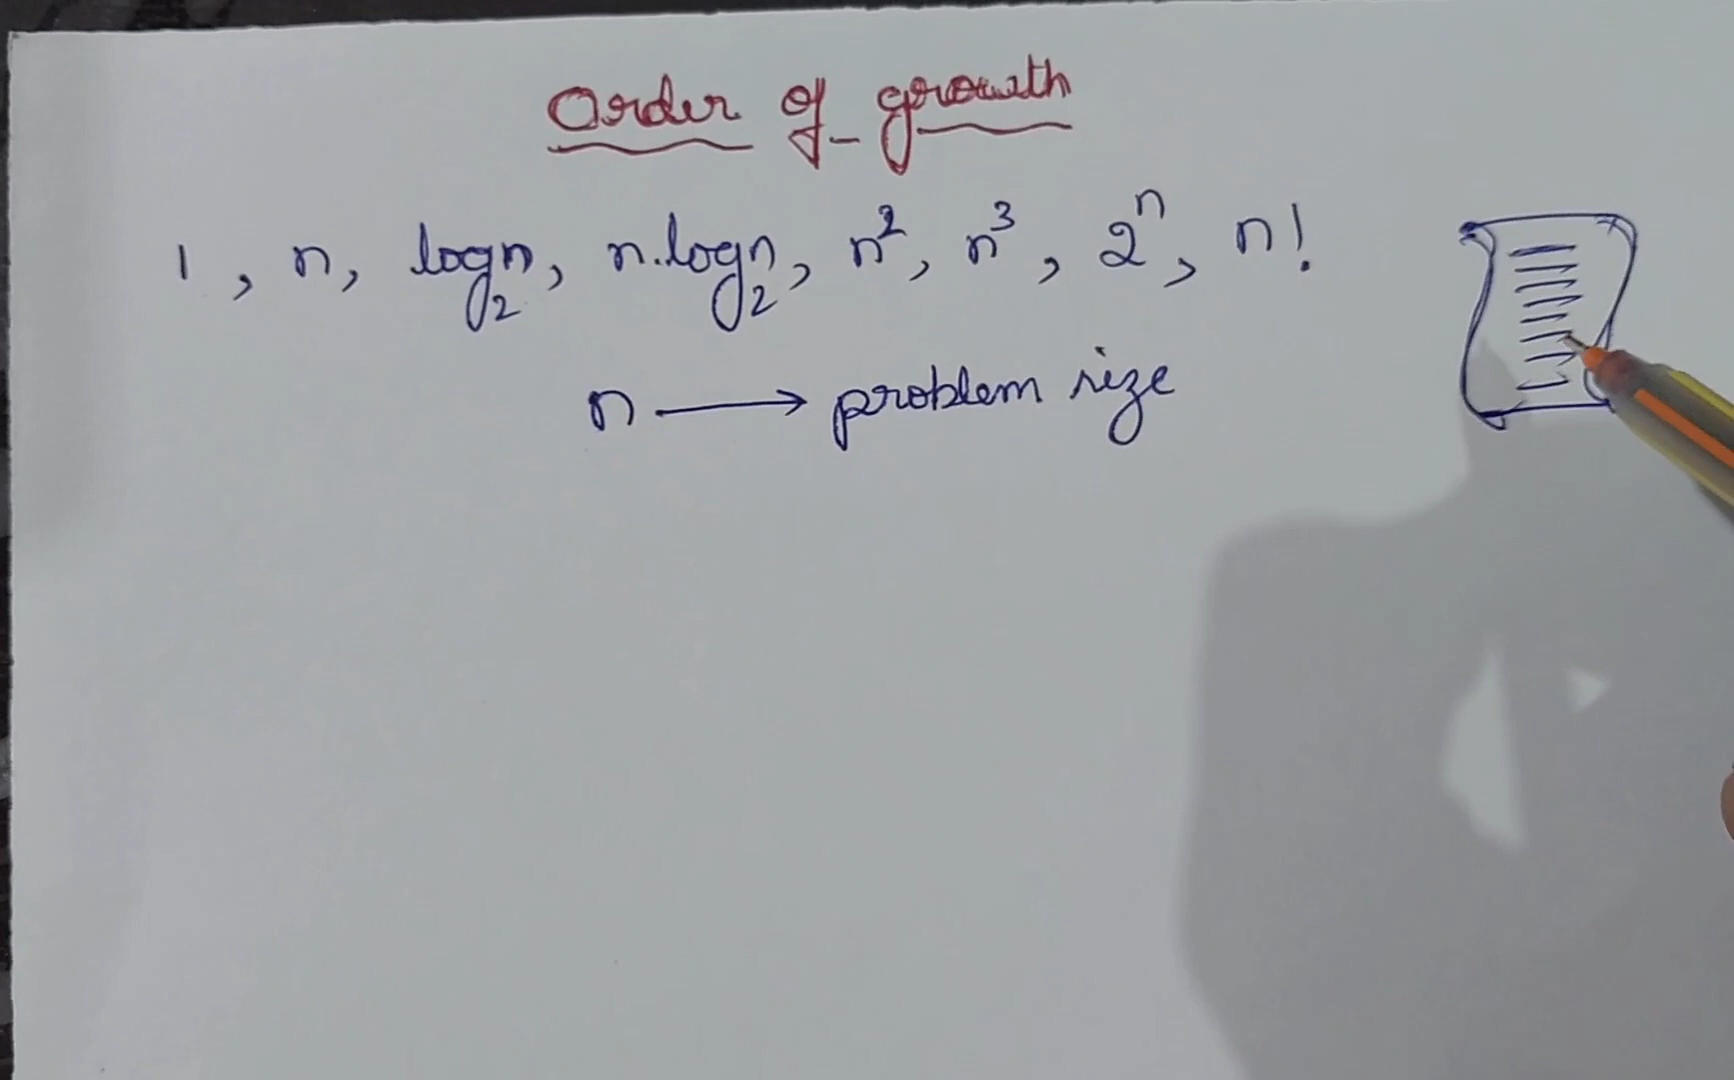 Order of growth
1, n, log₂n, n.log₂n, n², n³, 2ⁿ, n!
n → problem size